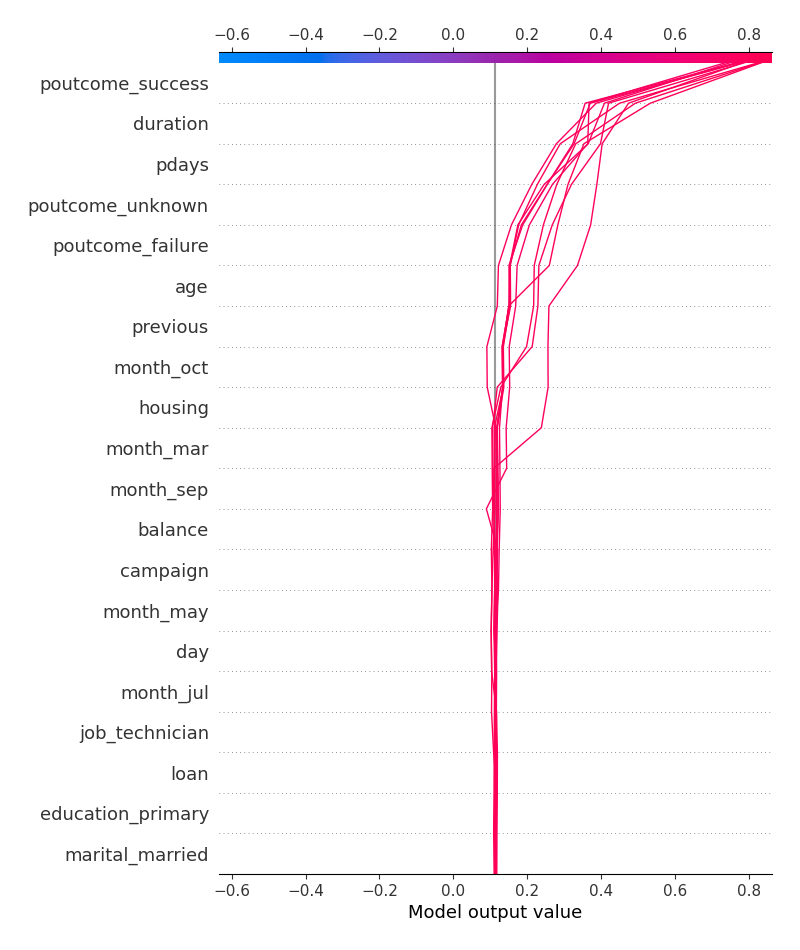 −0.6 −0.4 −0.2 0.0 0.2 0.4 0.6 0.8
poutcome_success
duration
pdays
poutcome_unknown
poutcome_failure
age
previous
month_oct
housing
month_mar
month_sep
balance
campaign
month_may
day
month_jul
job_technician
loan
education_primary
marital_married
−0.6 −0.4 −0.2 0.0 0.2 0.4 0.6 0.8
Model output value